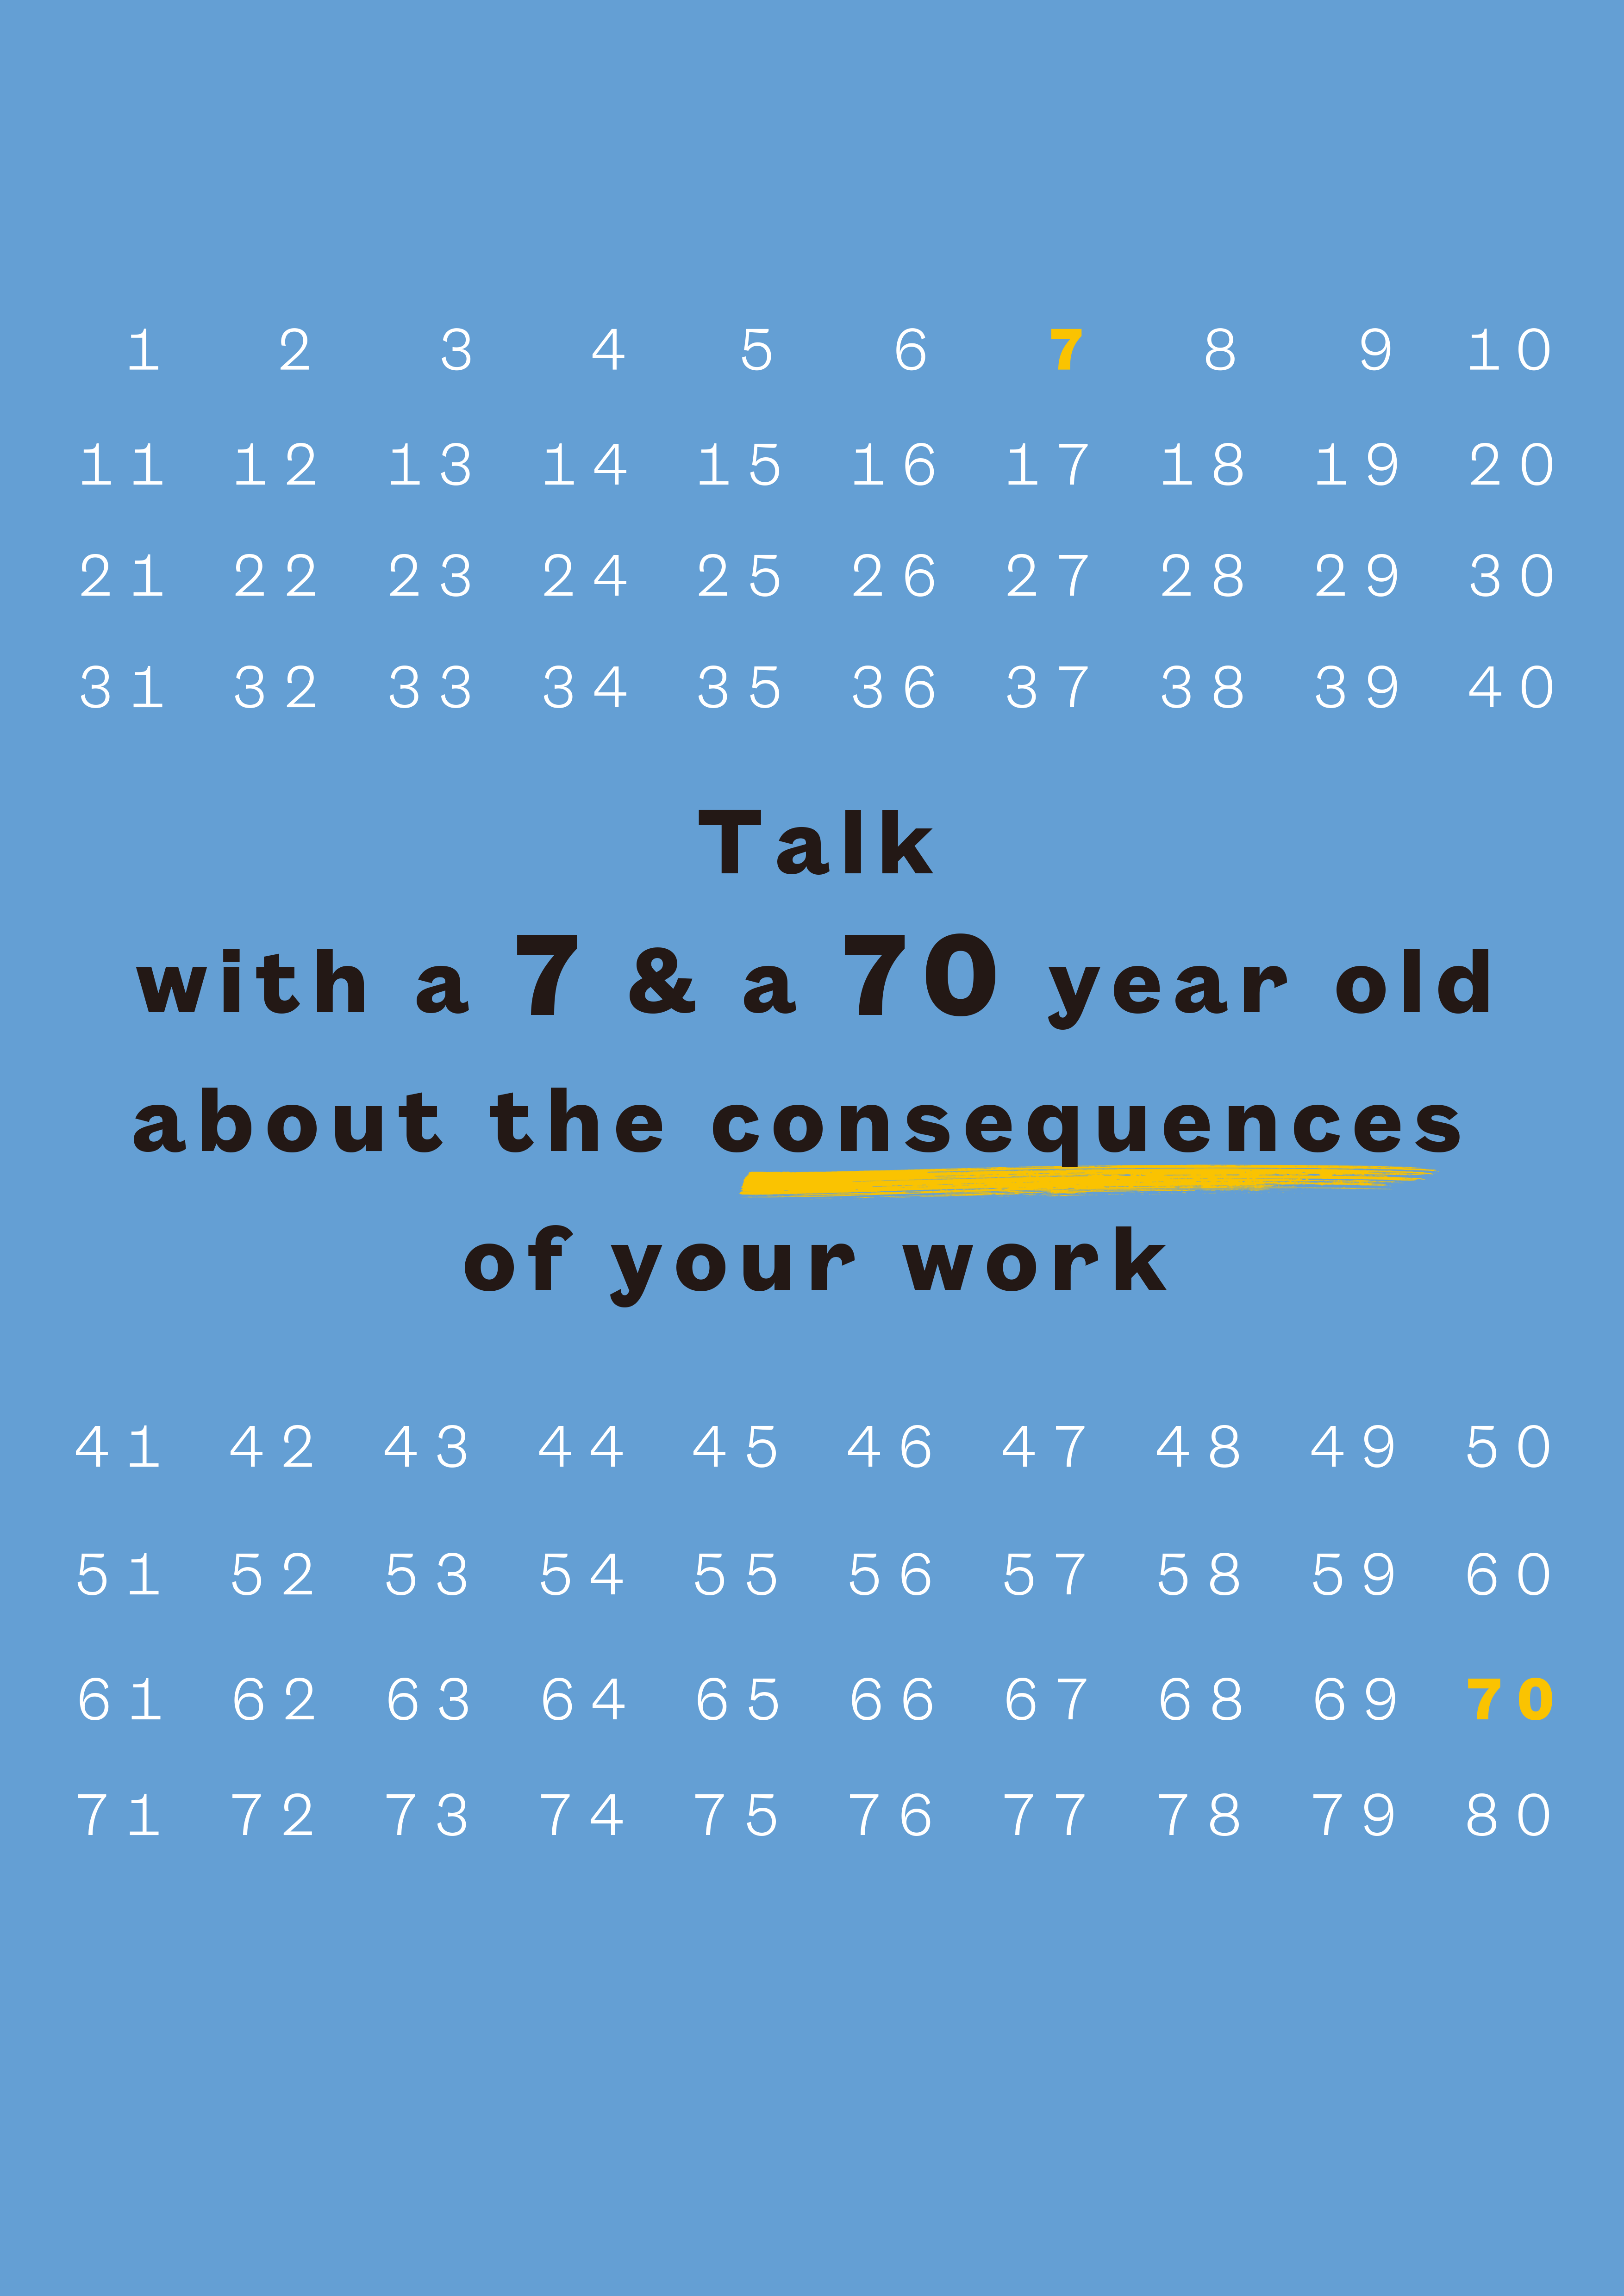 1 2 3 4 5 6 7 8 9 10
11 12 13 14 15 16 17 18 19 20
21 22 23 24 25 26 27 28 29 30
31 32 33 34 35 36 37 38 39 40
Talk
with a 7 & a 70 year old
about the consequences
of your work
41 42 43 44 45 46 47 48 49 50
51 52 53 54 55 56 57 58 59 60
61 62 63 64 65 66 67 68 69 70
71 72 73 74 75 76 77 78 79 80